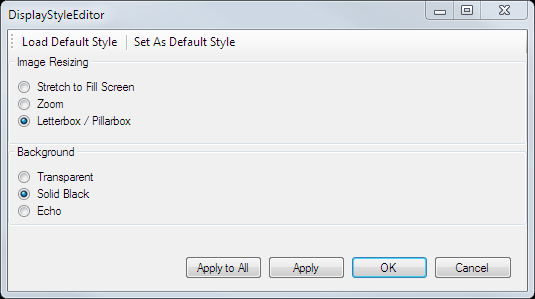 DisplayStyleEditor
Load Default Style Set As Default Style
Image Resizing
Stretch to Fill Screen
Zoom
Letterbox / Pillarbox
Background
Transparent
Solid Black
Echo
Apply to All Apply OK Cancel